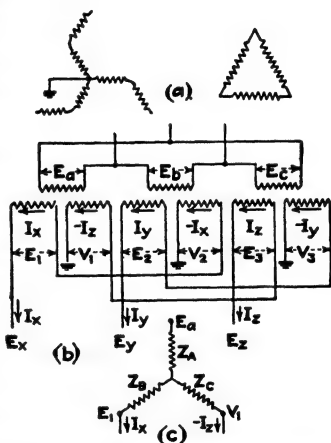 (a)
Ea Eb Ec
Ix -Iz Iy -Ix Iz -Iy
E1 V1 E2 V2 E3 V3
Ix Iy Iz
Ex Ey Ez
(b)
Ea
ZA
ZB ZC
E1 V1
Ix -Iz
(c)